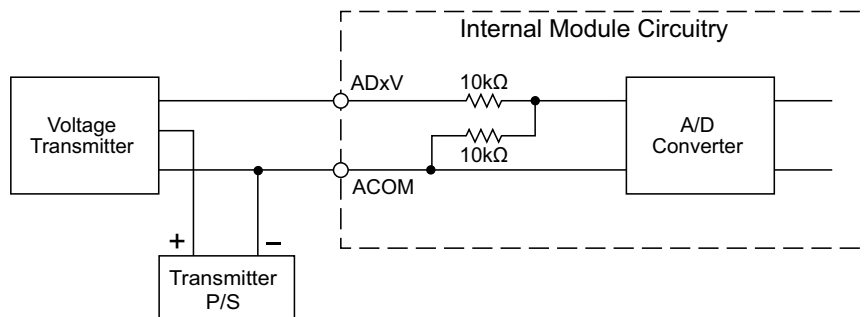 Internal Module Circuitry
ADxV
10kΩ
Voltage
Transmitter
10kΩ
A/D
Converter
ACOM
+
−
Transmitter
P/S